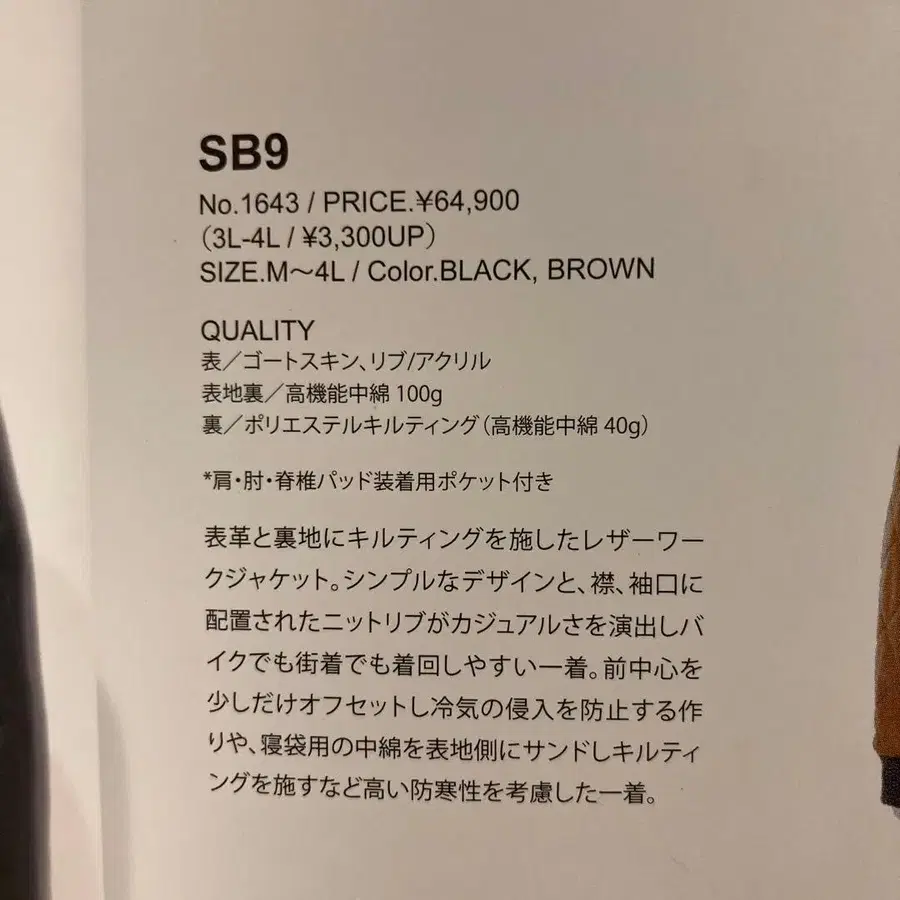 SB9
No.1643 / PRICE.¥64,900
（3L-4L / ¥3,300UP）
SIZE.M〜4L / Color.BLACK, BROWN
QUALITY
表／ゴートスキン、リブ/アクリル
表地裏／高機能中綿 100g
裏／ポリエステルキルティング（高機能中綿 40g）
*肩・肘・脊椎パッド装着用ポケット付き
表革と裏地にキルティングを施したレザーワー
クジャケット。シンプルなデザインと、襟、袖口に
配置されたニットリブがカジュアルさを演出しバ
イクでも街着でも着回しやすい一着。前中心を
少しだけオフセットし冷気の侵入を防止する作
りや、寝袋用の中綿を表地側にサンドしキルティ
ングを施すなど高い防寒性を考慮した一着。